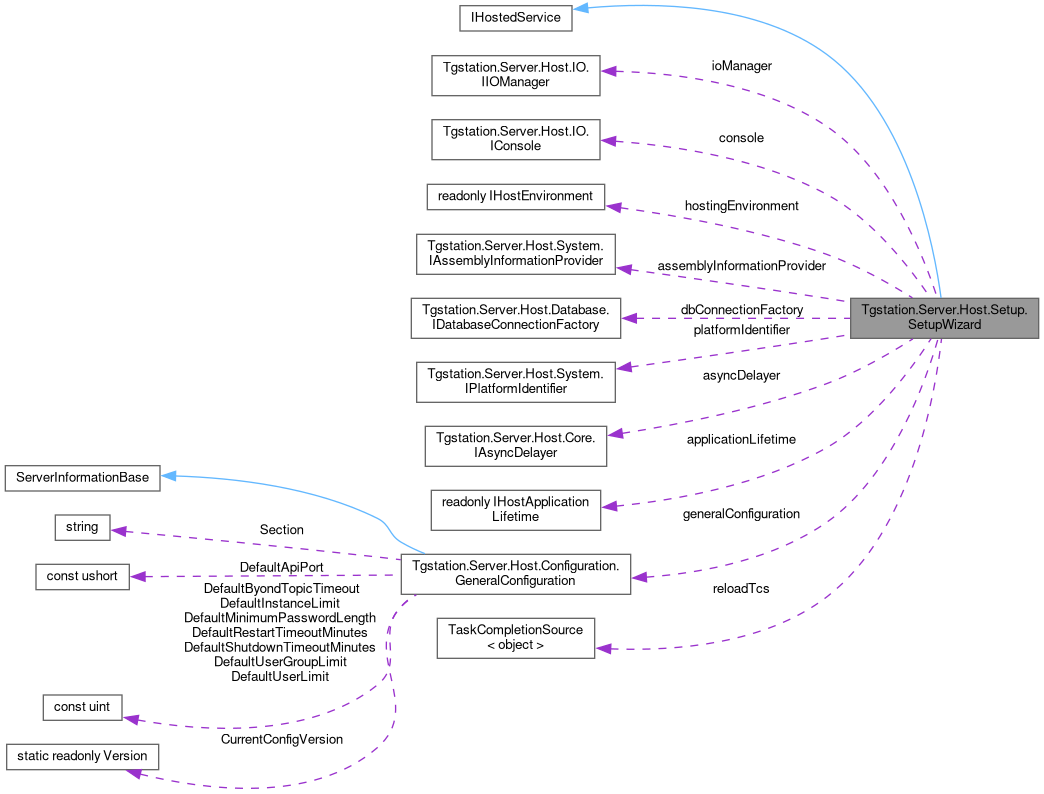 IHostedService
Tgstation.Server.Host.IO.
IIOManager
ioManager
Tgstation.Server.Host.IO.
IConsole
console
readonly IHostEnvironment
hostingEnvironment
Tgstation.Server.Host.System.
IAssemblyInformationProvider
assemblyInformationProvider
Tgstation.Server.Host.Database.
IDatabaseConnectionFactory
dbConnectionFactory
Tgstation.Server.Host.Setup.
SetupWizard
platformIdentifier
Tgstation.Server.Host.System.
IPlatformIdentifier
asyncDelayer
Tgstation.Server.Host.Core.
IAsyncDelayer
applicationLifetime
readonly IHostApplication
Lifetime
generalConfiguration
ServerInformationBase
string
Section
const ushort
DefaultApiPort
Tgstation.Server.Host.Configuration.
GeneralConfiguration
reloadTcs
DefaultByondTopicTimeout
DefaultInstanceLimit
DefaultMinimumPasswordLength
DefaultRestartTimeoutMinutes
DefaultShutdownTimeoutMinutes
DefaultUserGroupLimit
DefaultUserLimit
TaskCompletionSource
< object >
const uint
CurrentConfigVersion
static readonly Version